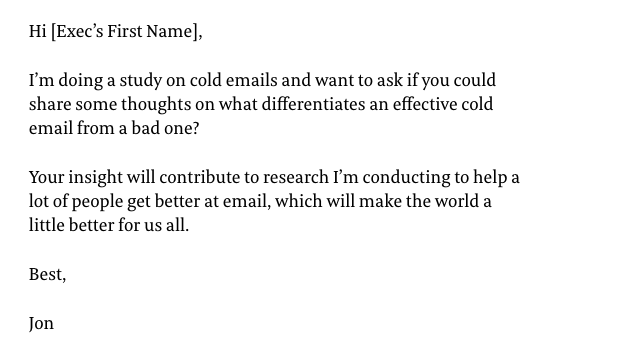 Hi [Exec’s First Name],
I’m doing a study on cold emails and want to ask if you could
share some thoughts on what differentiates an effective cold
email from a bad one?
Your insight will contribute to research I’m conducting to help a
lot of people get better at email, which will make the world a
little better for us all.
Best,
Jon